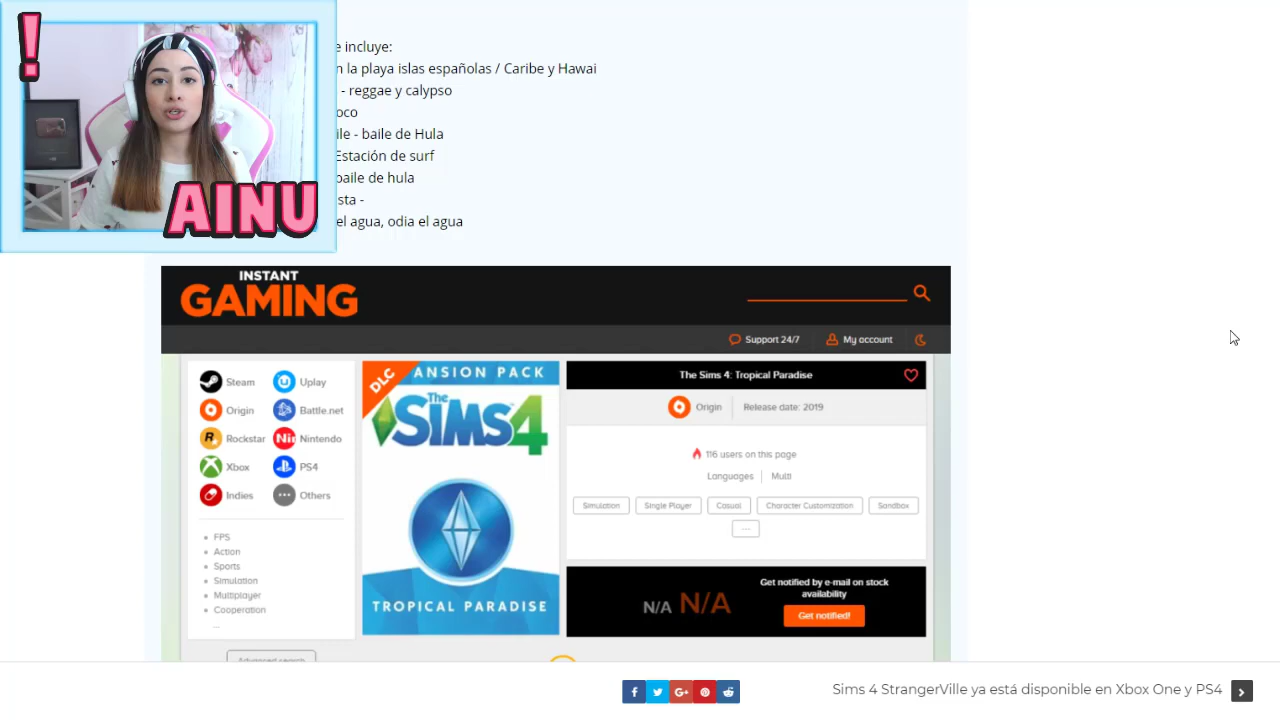 !
AINU
e incluye:
n la playa islas españolas / Caribe y Hawai
- reggae y calypso
oco
ile - baile de Hula
Estación de surf
baile de hula
sta -
el agua, odia el agua
INSTANT
GAMING
Support 24/7
My account
Steam
Uplay
Origin
Battle.net
Rockstar
Nintendo
Xbox
PS4
Indies
Others
FPS
Action
Sports
Simulation
Multiplayer
Cooperation
...
Advanced search
DLC
ANSION PACK
The SIMS 4
TROPICAL PARADISE
The Sims 4: Tropical Paradise
Origin
Release date: 2019
116 users on this page
Languages
Multi
Simulation
Single Player
Casual
Character Customization
Sandbox
...
N/A N/A
Get notified by e-mail on stock
availability
Get notified!
Sims 4 StrangerVille ya está disponible en Xbox One y PS4